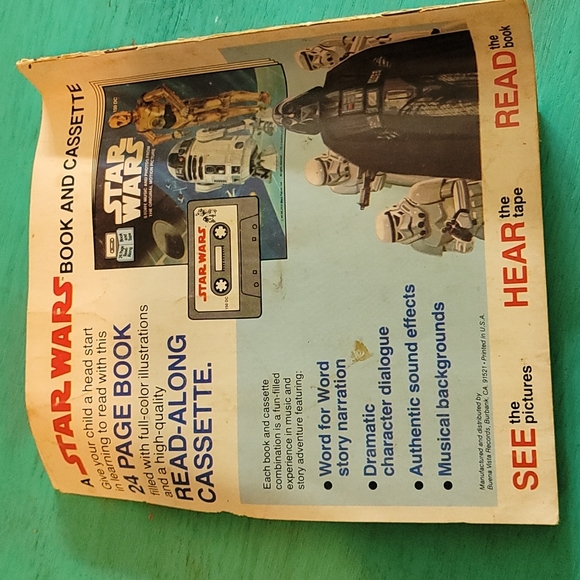 A STAR WARS BOOK AND CASSETTE
Give your child a head start
in learning to read with this
24 PAGE BOOK
filled with full-color illustrations
and a high-quality
READ-ALONG
CASSETTE.
STAR
WARS
STAR WARS
Each book and cassette
combination is a fun-filled
experience in music and
story adventure featuring:
• Word for Word
story narration
• Dramatic
character dialogue
• Authentic sound effects
• Musical backgrounds
Manufactured and distributed by
Buena Vista Records, Burbank, CA. 91521 • Printed in U.S.A.
SEE the pictures
HEAR the tape
READ the book